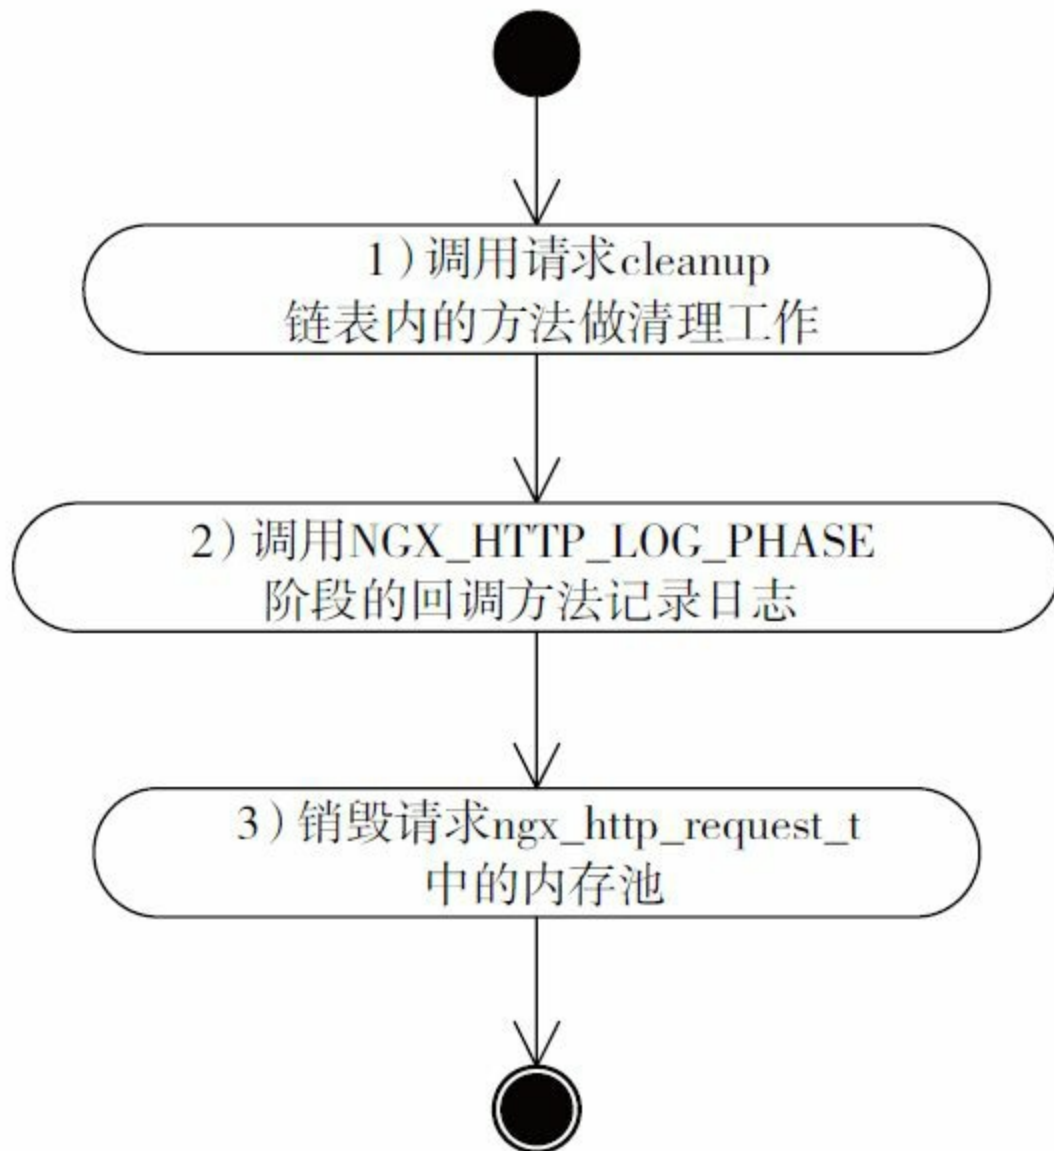 1）调用请求cleanup
链表内的方法做清理工作
2）调用NGX_HTTP_LOG_PHASE
阶段的回调方法记录日志
3）销毁请求ngx_http_request_t
中的内存池